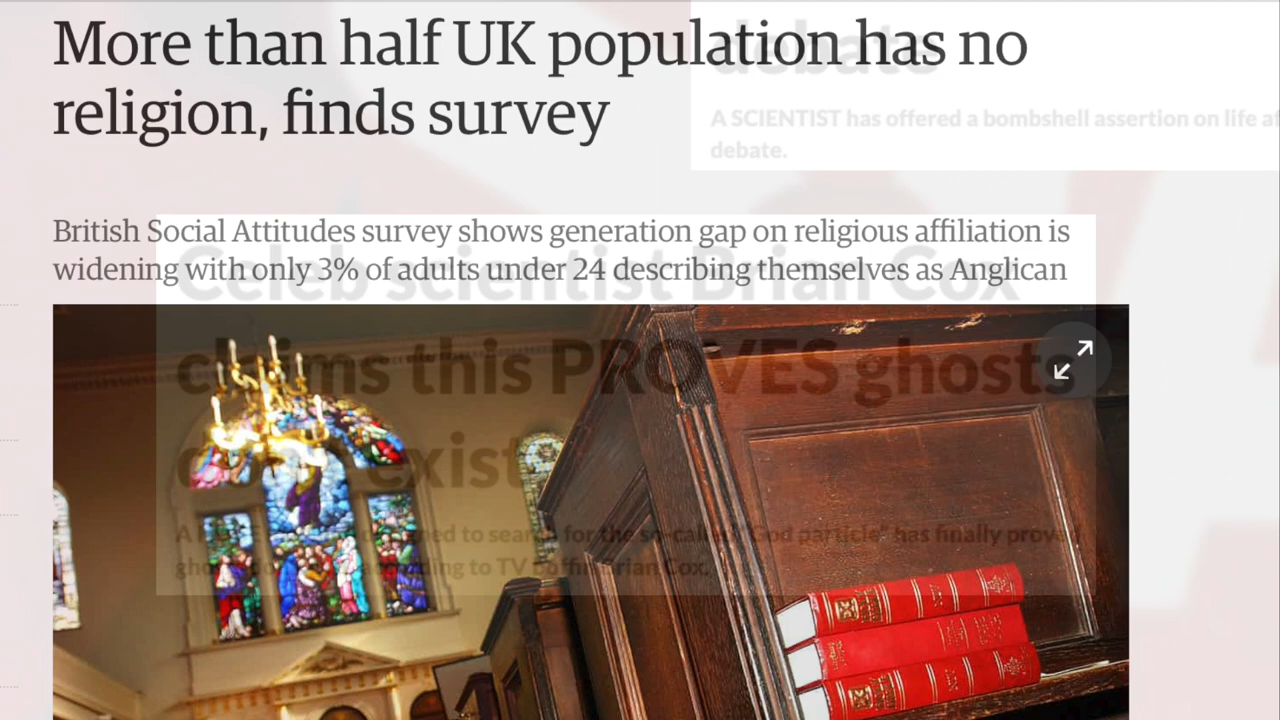 More than half UK population has no
religion, finds survey
debate
A SCIENTIST has offered a bombshell assertion on life
debate.
British Social Attitudes survey shows generation gap on religious affiliation is
widening with only 3% of adults under 24 describing themselves as Anglican
Celeb scientist Brian Cox
claims this PROVES ghosts
exist
to search for the so-called "God particle" has finally
to TV boffin Brian Cox.